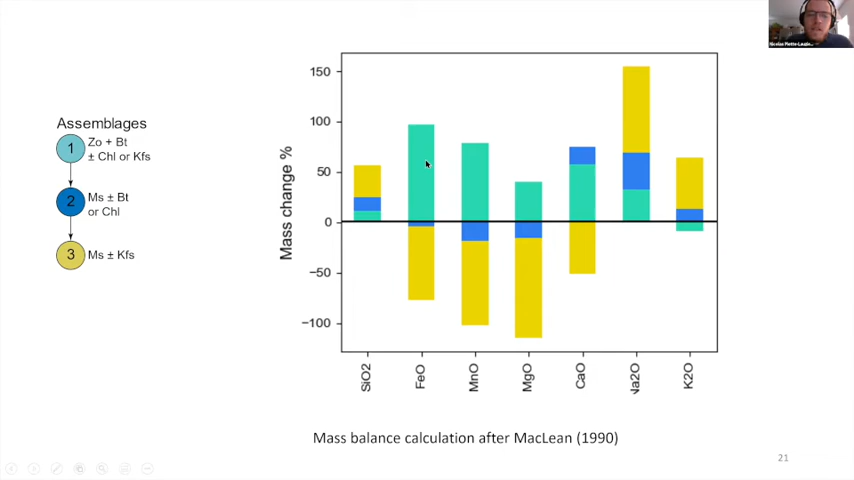 Assemblages
1
Zo + Bt
± Chl or Kfs
2
Ms ± Bt
or Chl
3
Ms ± Kfs
Mass change %
150
100
50
0
−50
−100
SiO2
FeO
MnO
MgO
CaO
Na2O
K2O
Mass balance calculation after MacLean (1990)
21